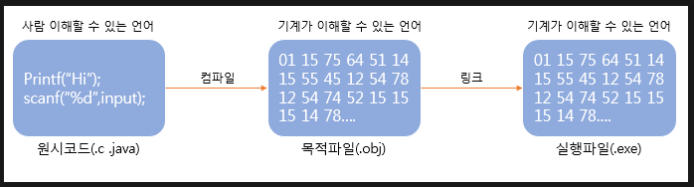 사람 이해할 수 있는 언어
기계가 이해할 수 있는 언어
기계가 이해할 수 있는 언어
Printf("Hi");
scanf("%d",input);
컴파일
01 15 75 64 51 14
15 55 45 12 54 78
12 54 74 52 15 15
15 14 78....
링크
01 15 75 64 51 14
15 55 45 12 54 78
12 54 74 52 15 15
15 14 78....
원시코드(.c .java)
목적파일(.obj)
실행파일(.exe)